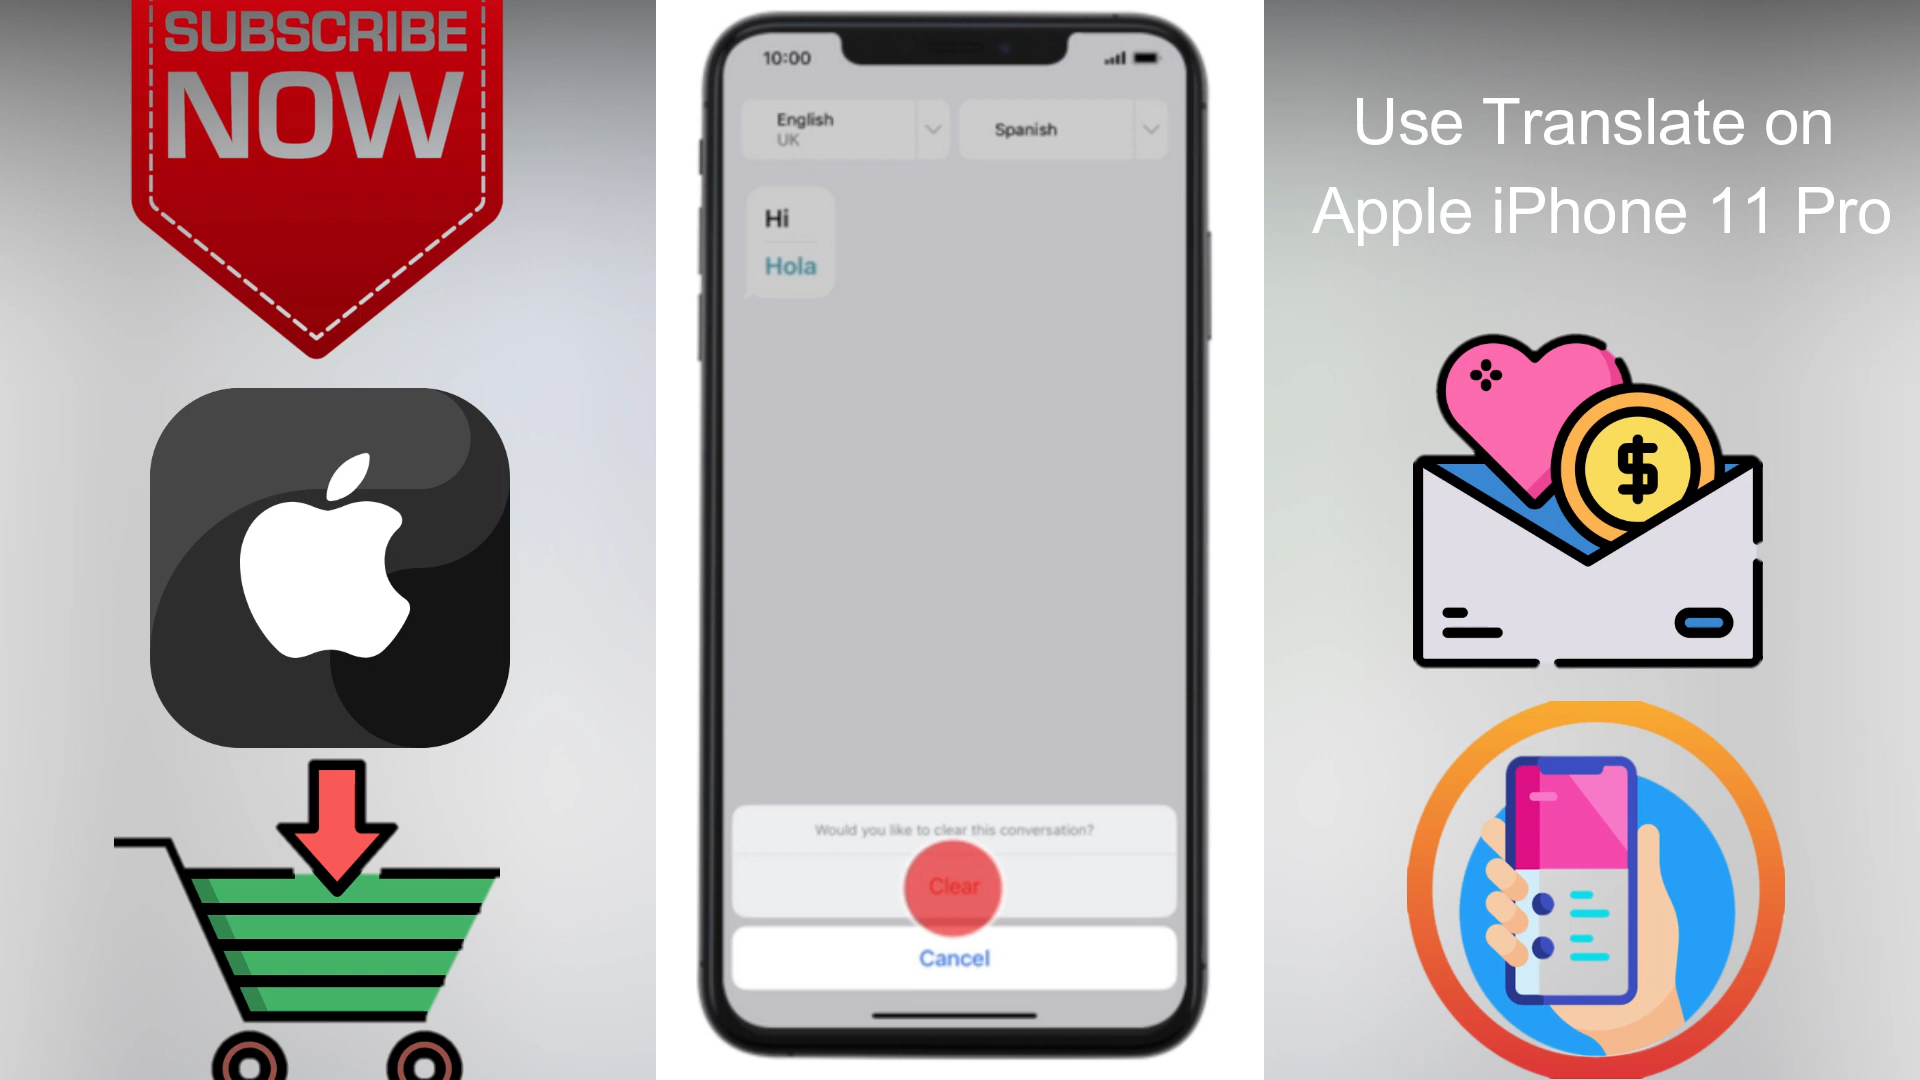 SUBSCRIBE
NOW
10:00
English
UK
Spanish
Hi
Hola
Would you like to clear this conversation?
Clear
Cancel
Use Translate on
Apple iPhone 11 Pro
$